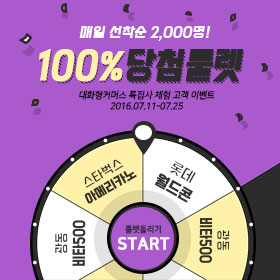 매일 선착순 2,000명!
100%당첨룰렛
대화형커머스 톡집사 체험 고객 이벤트
2016.07.11-07.25
스타벅스
아메리카노
롯데
월드콘
광동
비타500
광동
비타500
룰렛돌리기
START